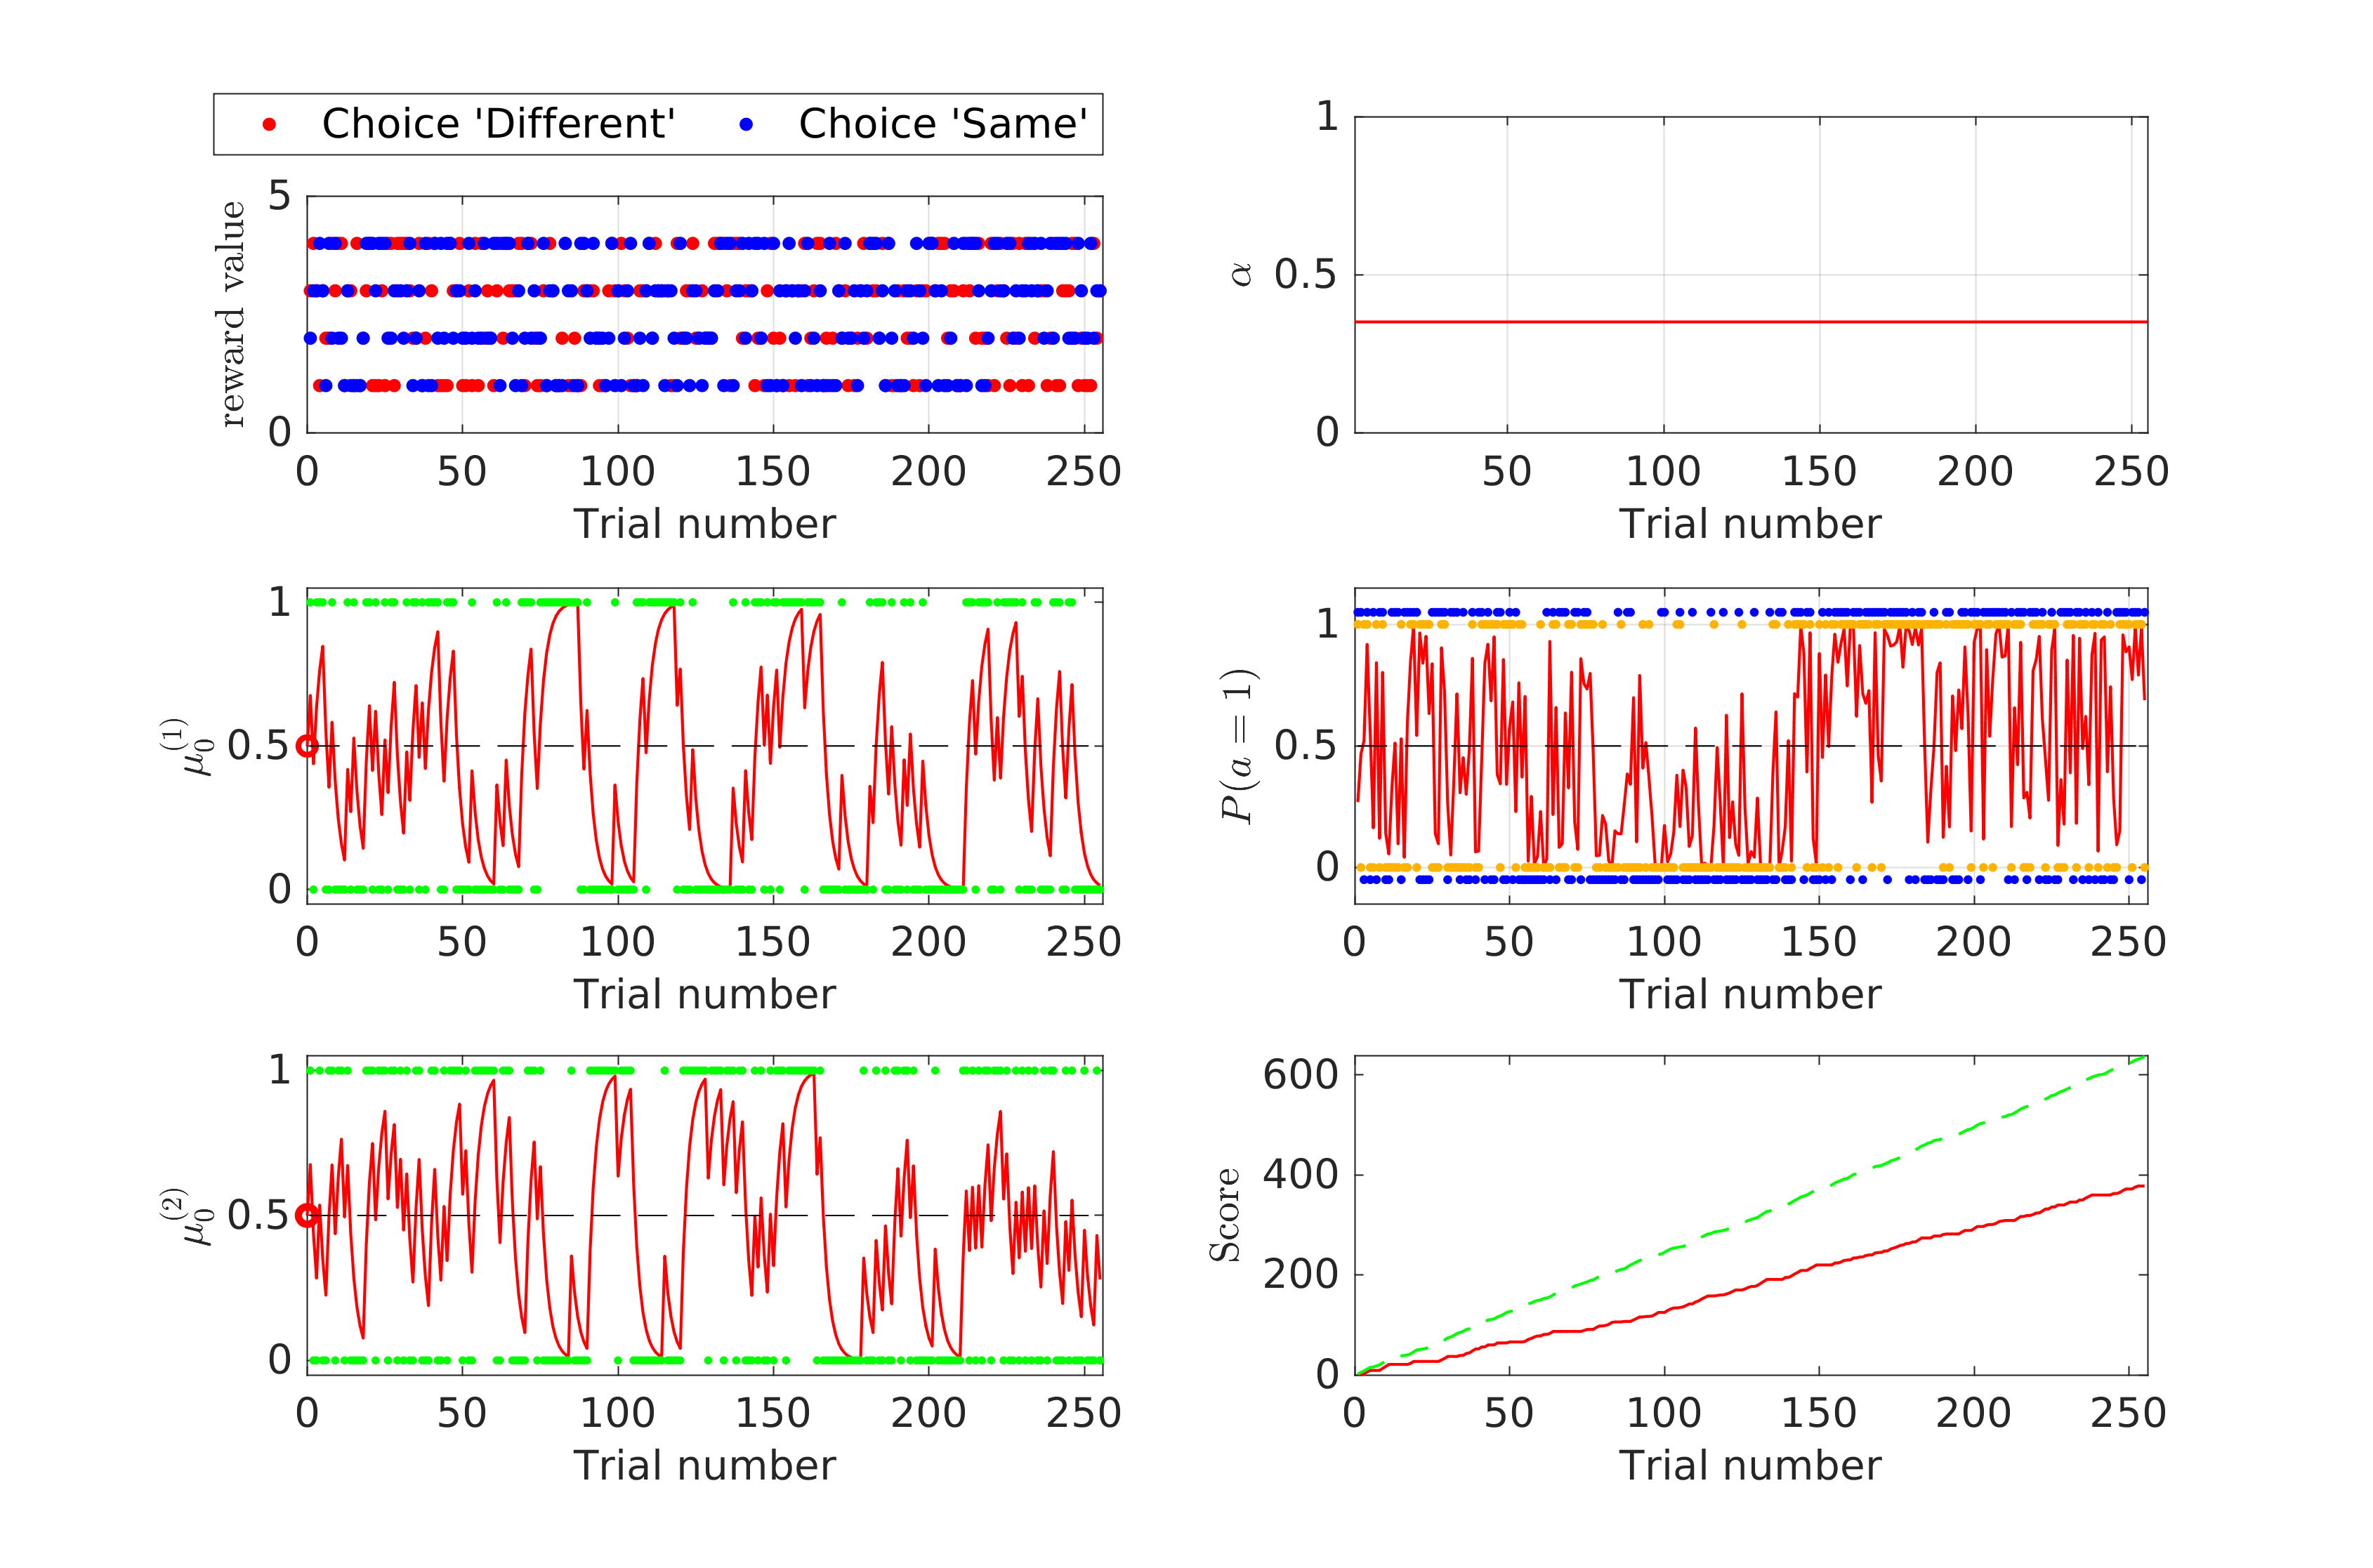 Choice 'Different' Choice 'Same'
reward value
5
0
0 50 100 150 200 250
Trial number
α
1
0.5
0
50 100 150 200 250
Trial number
μ₀⁽¹⁾
1
0.5
0
0 50 100 150 200 250
Trial number
P(a = 1)
1
0.5
0
0 50 100 150 200 250
Trial number
μ₀⁽²⁾
1
0.5
0
0 50 100 150 200 250
Trial number
Score
600
400
200
0
0 50 100 150 200 250
Trial number